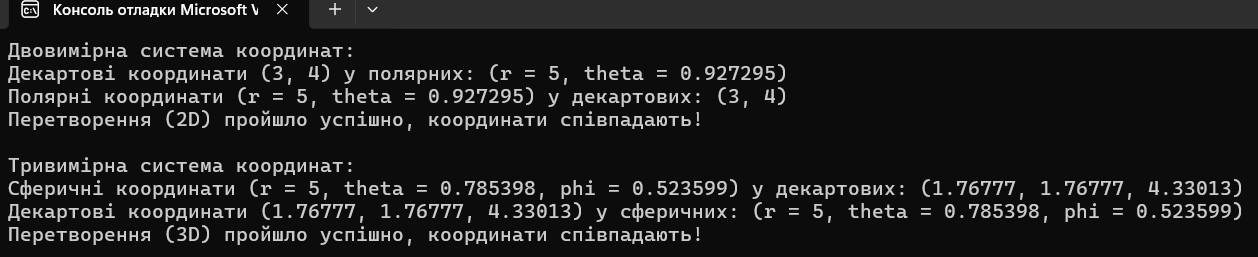 Консоль отладки Microsoft V
Двовимірна система координат:
Декартові координати (3, 4) у полярних: (r = 5, theta = 0.927295)
Полярні координати (r = 5, theta = 0.927295) у декартових: (3, 4)
Перетворення (2D) пройшло успішно, координати співпадають!
Тривимірна система координат:
Сферичні координати (r = 5, theta = 0.785398, phi = 0.523599) у декартових: (1.76777, 1.76777, 4.33013)
Декартові координати (1.76777, 1.76777, 4.33013) у сферичних: (r = 5, theta = 0.785398, phi = 0.523599)
Перетворення (3D) пройшло успішно, координати співпадають!